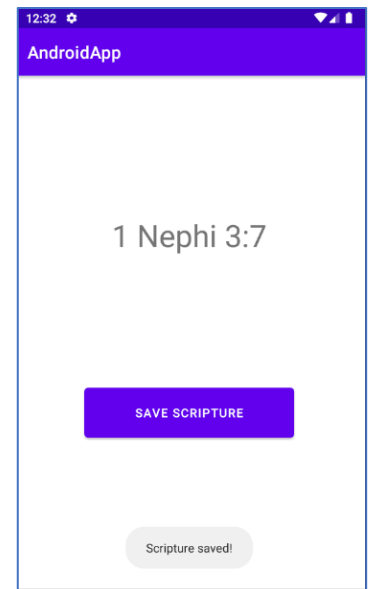 12:32
AndroidApp
1 Nephi 3:7
SAVE SCRIPTURE
Scripture saved!